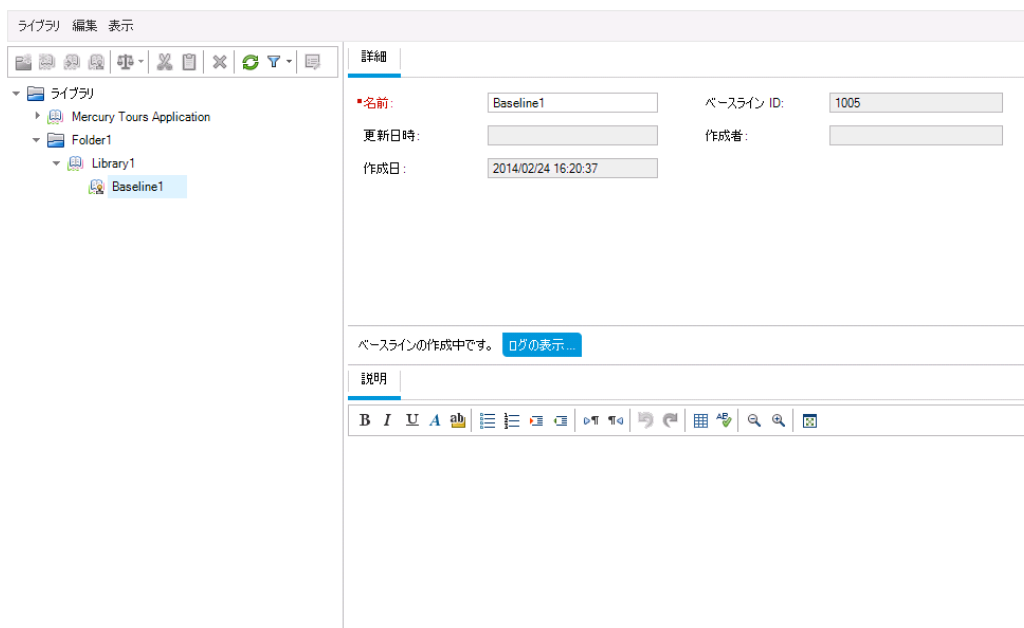 ライブラリ 編集 表示
詳細
ライブラリ
Mercury Tours Application
Folder1
Library1
Baseline1
*名前: Baseline1 ベースライン ID: 1005
更新日時: 作成者:
作成日: 2014/02/24 16:20:37
ベースラインの作成中です。 ログの表示...
説明
B I U A ab